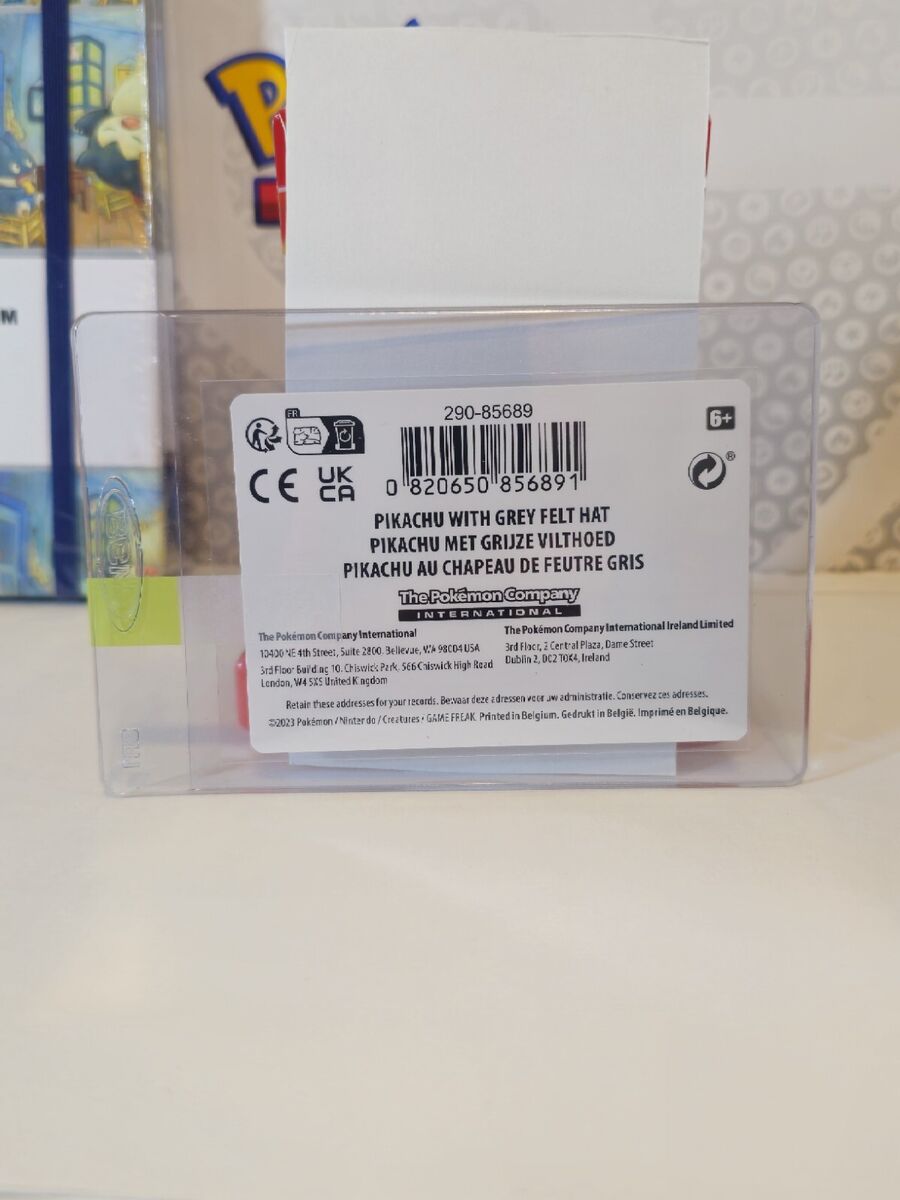 M
FR
290-85689
6+
CE UK CA
0 820650 856891
®
PIKACHU WITH GREY FELT HAT
PIKACHU MET GRIJZE VILTHOED
PIKACHU AU CHAPEAU DE FEUTRE GRIS
The Pokémon Company
INTERNATIONAL
The Pokémon Company International
10400 NE 4th Street, Suite 2800, Bellevue, WA 98004 USA
3rd Floor Building 10, Chiswick Park, 566 Chiswick High Road
London, W4 5XS United Kingdom
The Pokémon Company International Ireland Limited
3rd Floor, 2 Central Plaza, Dame Street
Dublin 2, D02 T0X4, Ireland
Retain these addresses for your records. Bewaar deze adressen voor uw administratie. Conservez ces adresses.
©2023 Pokémon / Nintendo / Creatures / GAME FREAK. Printed in Belgium. Gedrukt in België. Imprimé en Belgique.